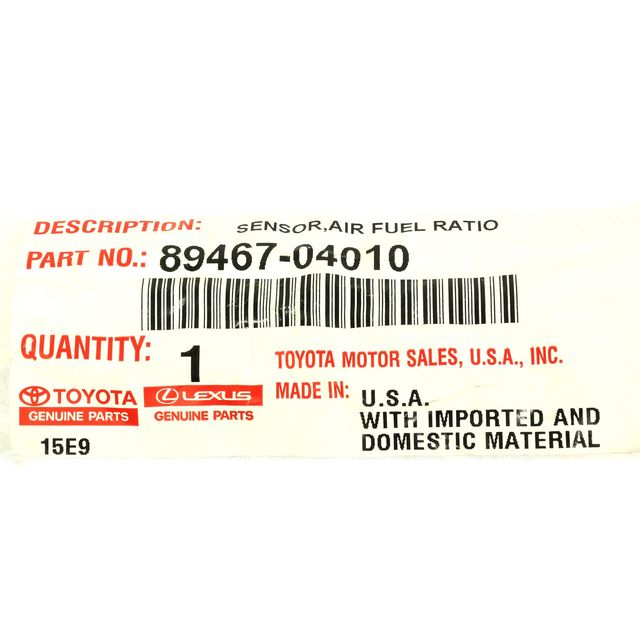 DESCRIPTION: SENSOR,AIR FUEL RATIO
PART NO.: 89467-04010
QUANTITY: 1
TOYOTA MOTOR SALES, U.S.A., INC.
TOYOTA
GENUINE PARTS
LEXUS
GENUINE PARTS
MADE IN: U.S.A.
WITH IMPORTED AND
DOMESTIC MATERIAL
15E9